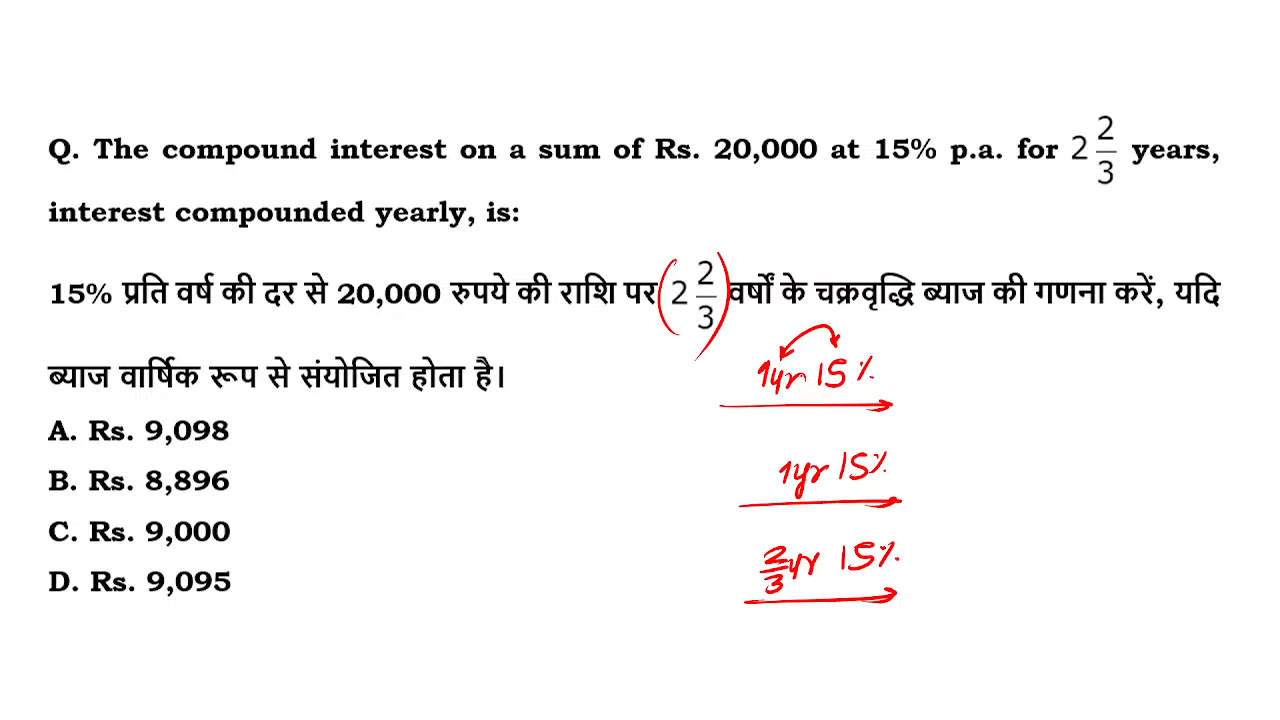 Q. The compound interest on a sum of Rs. 20,000 at 15% p.a. for 2 2/3 years,
interest compounded yearly, is:
15% प्रति वर्ष की दर से 20,000 रुपये की राशि पर (2 2/3) वर्षों के चक्रवृद्धि ब्याज की गणना करें, यदि
ब्याज वार्षिक रूप से संयोजित होता है।
1yr 15%
A. Rs. 9,098
B. Rs. 8,896
1yr 15%
C. Rs. 9,000
D. Rs. 9,095
2/3 yr 15%